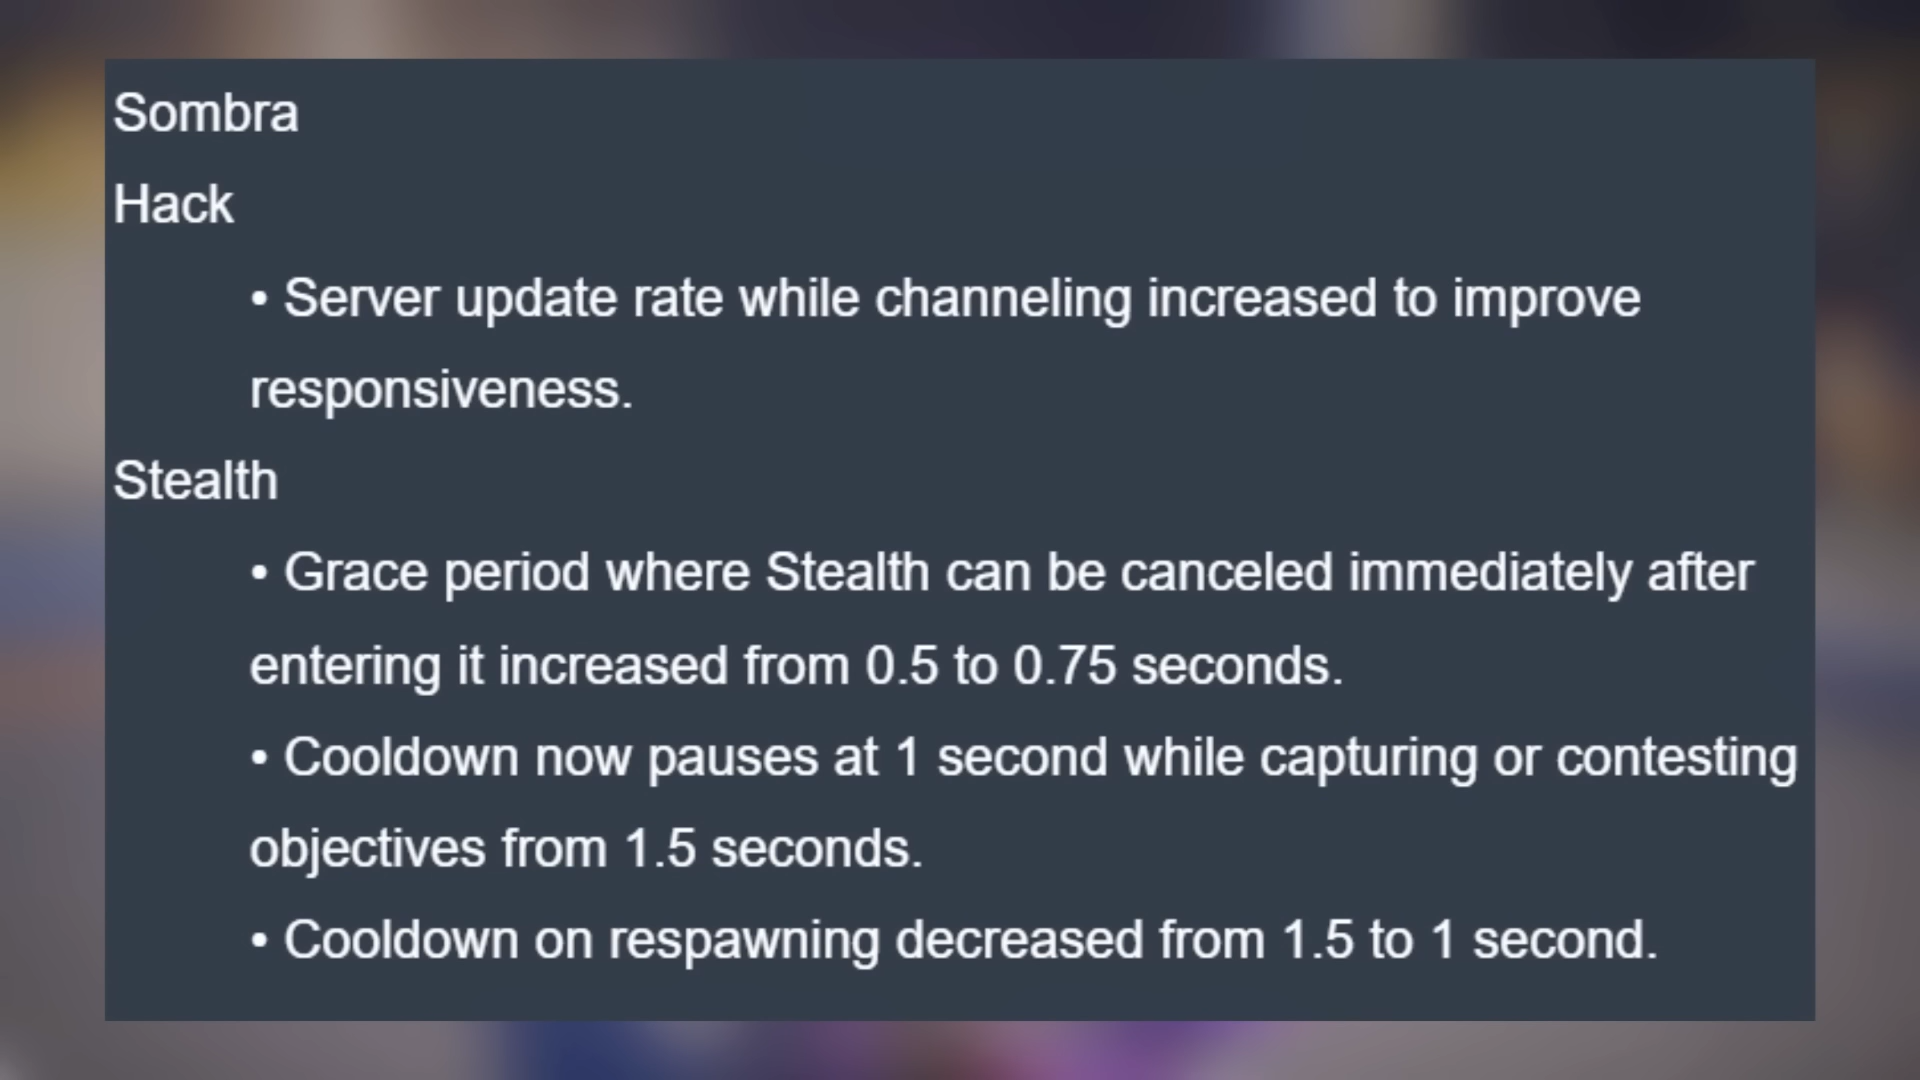 Sombra
Hack
• Server update rate while channeling increased to improve
responsiveness.
Stealth
• Grace period where Stealth can be canceled immediately after
entering it increased from 0.5 to 0.75 seconds.
• Cooldown now pauses at 1 second while capturing or contesting
objectives from 1.5 seconds.
• Cooldown on respawning decreased from 1.5 to 1 second.